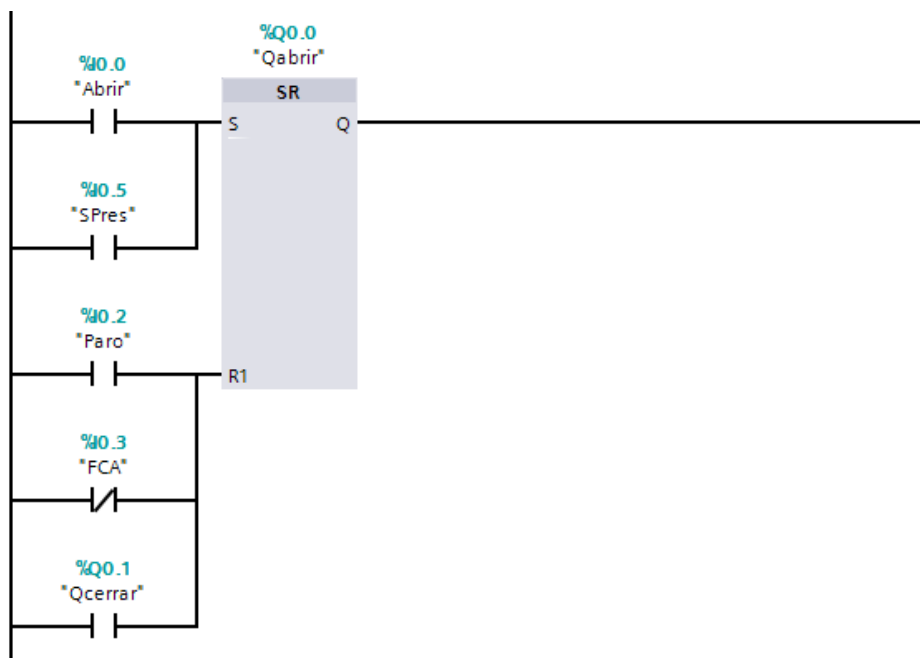 %Q0.0
"Qabrir"
%I0.0
"Abrir"
SR
S
Q
%I0.5
"SPres"
%I0.2
"Paro"
R1
%I0.3
"FCA"
%Q0.1
"Qcerrar"